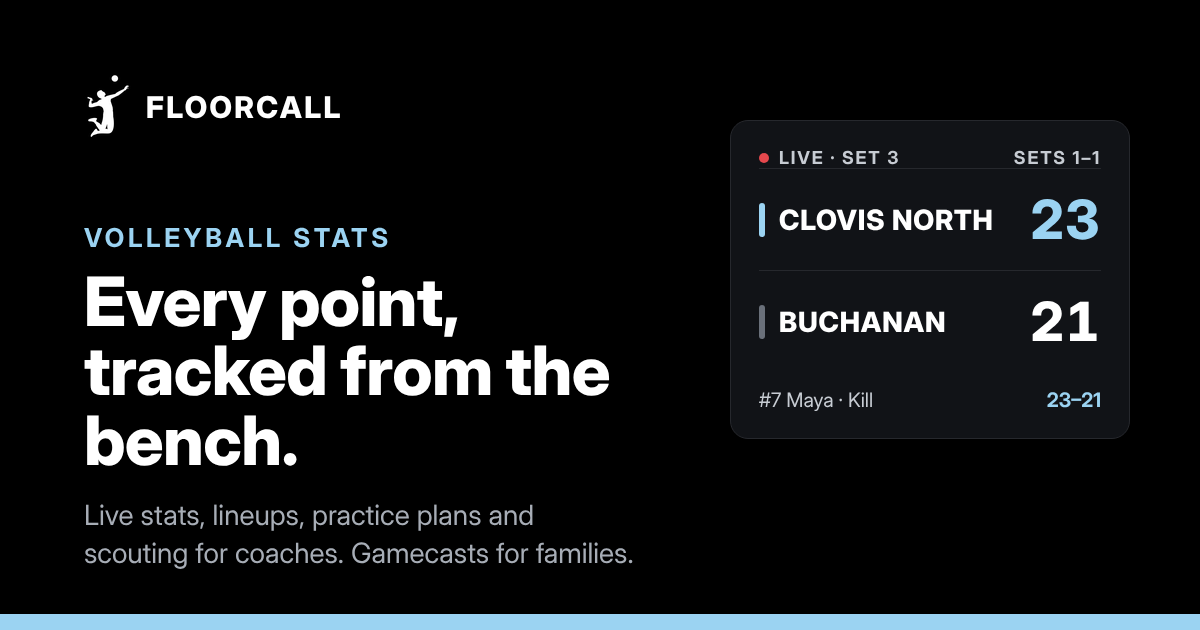 FLOORCALL
VOLLEYBALL STATS
Every point,
tracked from the
bench.
Live stats, lineups, practice plans and
scouting for coaches. Gamecasts for families.
LIVE · SET 3 SETS 1–1
CLOVIS NORTH 23
BUCHANAN 21
#7 Maya · Kill 23–21